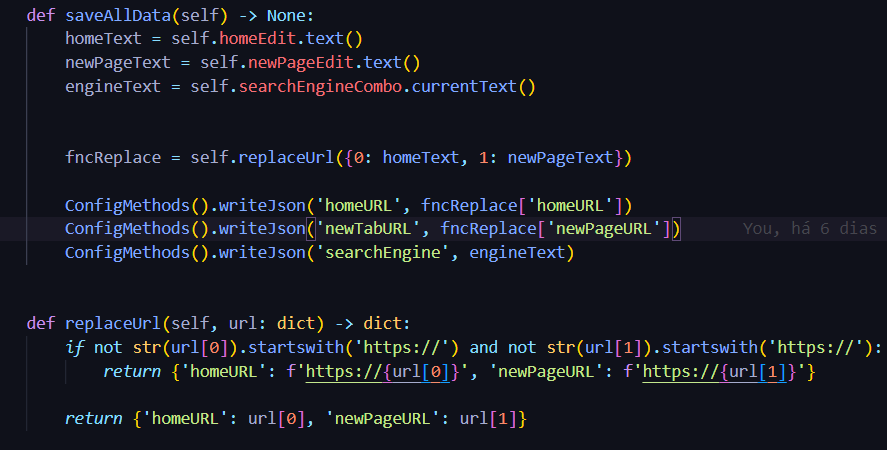 def saveAllData(self) -> None:
homeText = self.homeEdit.text()
newPageText = self.newPageEdit.text()
engineText = self.searchEngineCombo.currentText()
fncReplace = self.replaceUrl({0: homeText, 1: newPageText})
ConfigMethods().writeJson('homeURL', fncReplace['homeURL'])
ConfigMethods().writeJson('newTabURL', fncReplace['newPageURL']) You, há 6 dias
ConfigMethods().writeJson('searchEngine', engineText)
def replaceUrl(self, url: dict) -> dict:
if not str(url[0]).startswith('https://') and not str(url[1]).startswith('https://'):
return {'homeURL': f'https://{url[0]}', 'newPageURL': f'https://{url[1]}'}
return {'homeURL': url[0], 'newPageURL': url[1]}